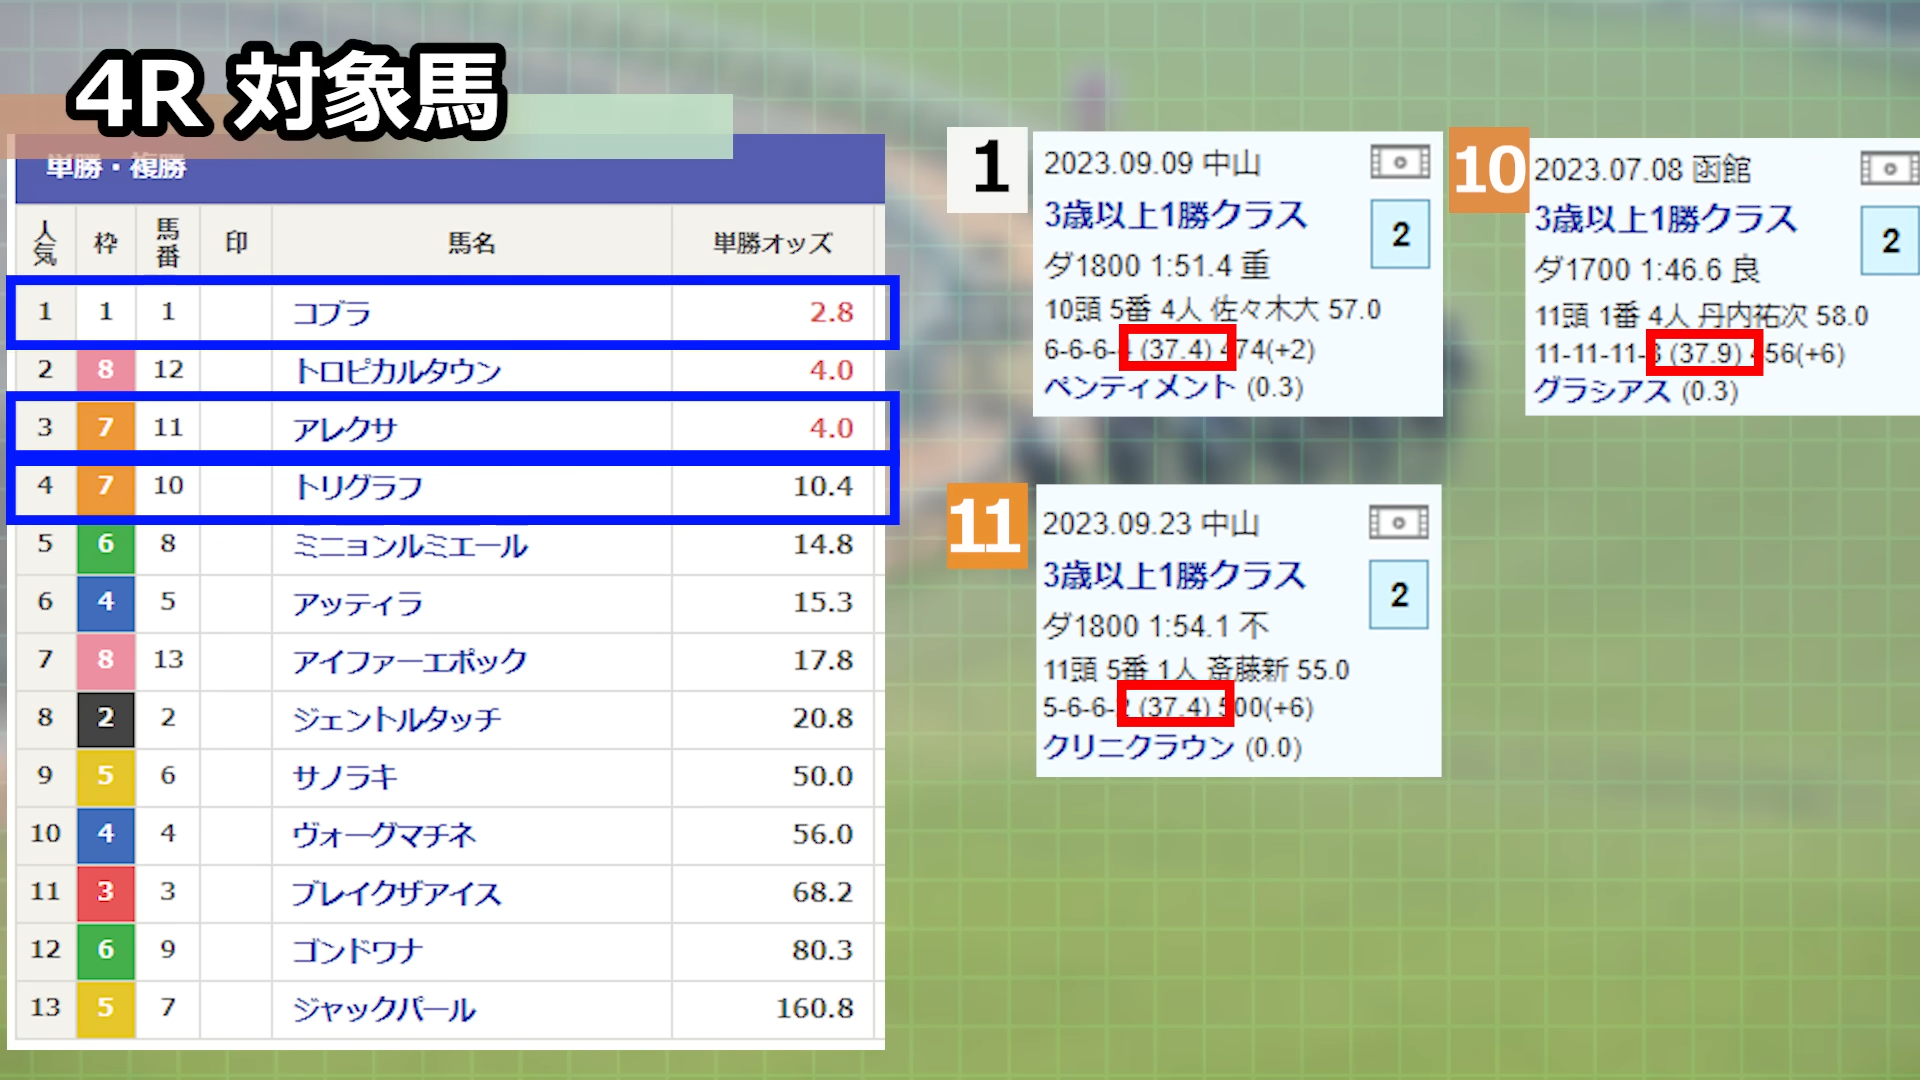 4R 対象馬
単勝・複勝
人気 枠 馬番 印 馬名 単勝オッズ
1 1 1 コブラ 2.8
2 8 12 トロピカルタウン 4.0
3 7 11 アレクサ 4.0
4 7 10 トリグラフ 10.4
5 6 8 ミニョンルミエール 14.8
6 4 5 アッティラ 15.3
7 8 13 アイファーエポック 17.8
8 2 2 ジェントルタッチ 20.8
9 5 6 サノラキ 50.0
10 4 4 ヴォーグマチネ 56.0
11 3 3 ブレイクザアイス 68.2
12 6 9 ゴンドワナ 80.3
13 5 7 ジャックパール 160.8
1
2023.09.09 中山
3歳以上1勝クラス
2
ダ1800 1:51.4 重
10頭 5番 4人 佐々木大 57.0
6-6-6-4 (37.4) 474(+2)
ペンティメント (0.3)
10
2023.07.08 函館
3歳以上1勝クラス
2
ダ1700 1:46.6 良
11頭 1番 4人 丹内祐次 58.0
11-11-11-3 (37.9) 456(+6)
グラシアス (0.3)
11
2023.09.23 中山
3歳以上1勝クラス
2
ダ1800 1:54.1 不
11頭 5番 1人 斎藤新 55.0
5-6-6-2 (37.4) 500(+6)
クリニクラウン (0.0)